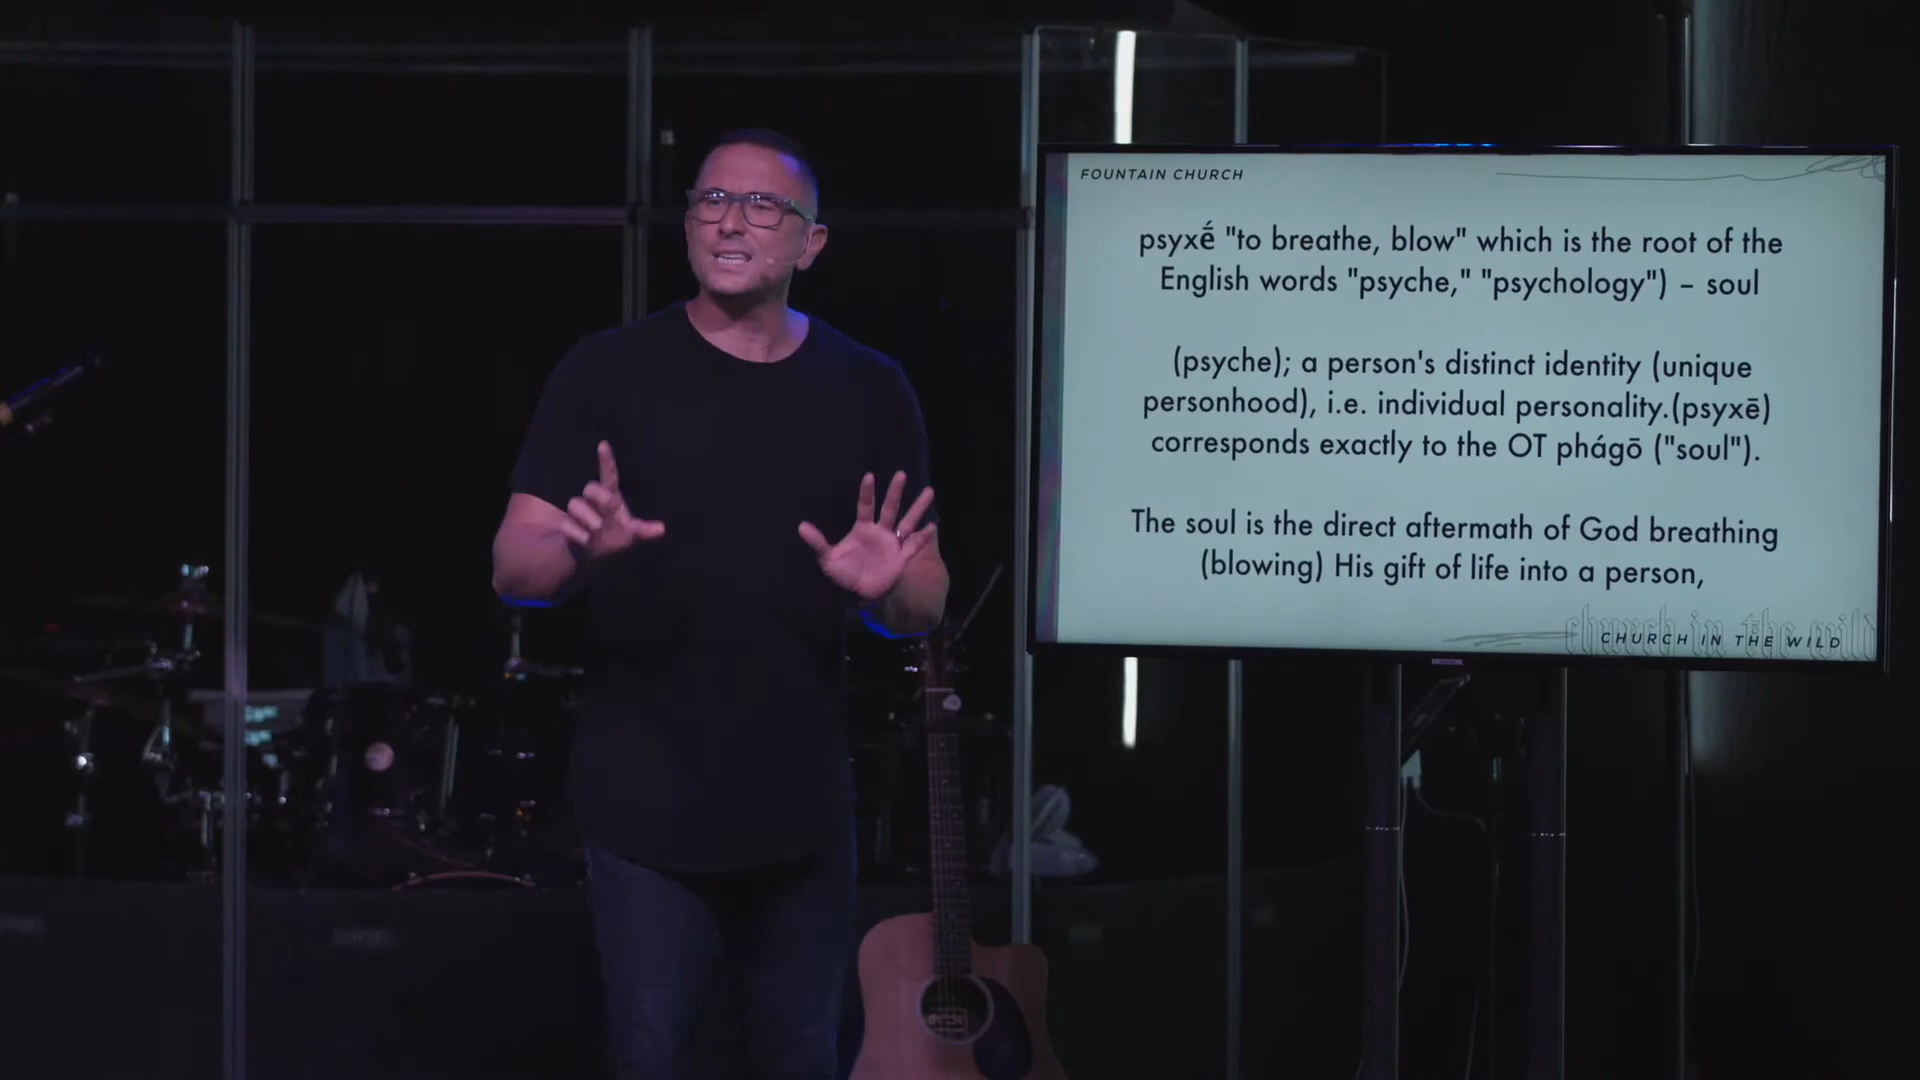 FOUNTAIN CHURCH
psyxḗ "to breathe, blow" which is the root of the
English words "psyche," "psychology") – soul
(psyche); a person's distinct identity (unique
personhood), i.e. individual personality.(psyxē)
corresponds exactly to the OT phágō ("soul").
The soul is the direct aftermath of God breathing
(blowing) His gift of life into a person,
church in the wild
CHURCH IN THE WILD